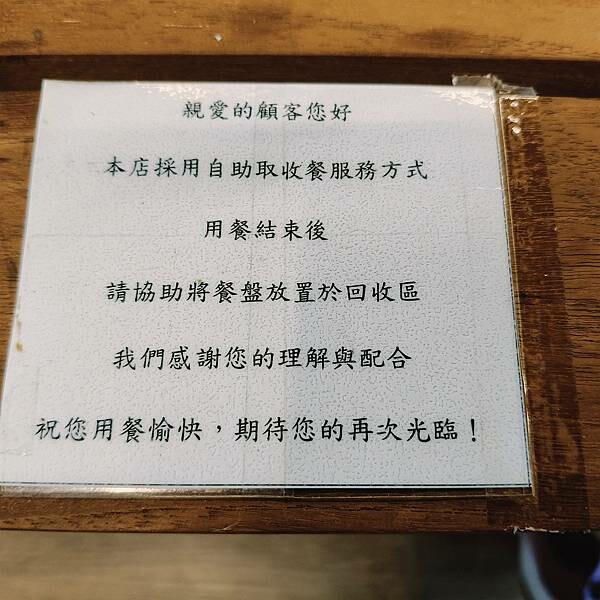 親愛的顧客您好
本店採用自助取收餐服務方式
用餐結束後
請協助將餐盤放置於回收區
我們感謝您的理解與配合
祝您用餐愉快，期待您的再次光臨！